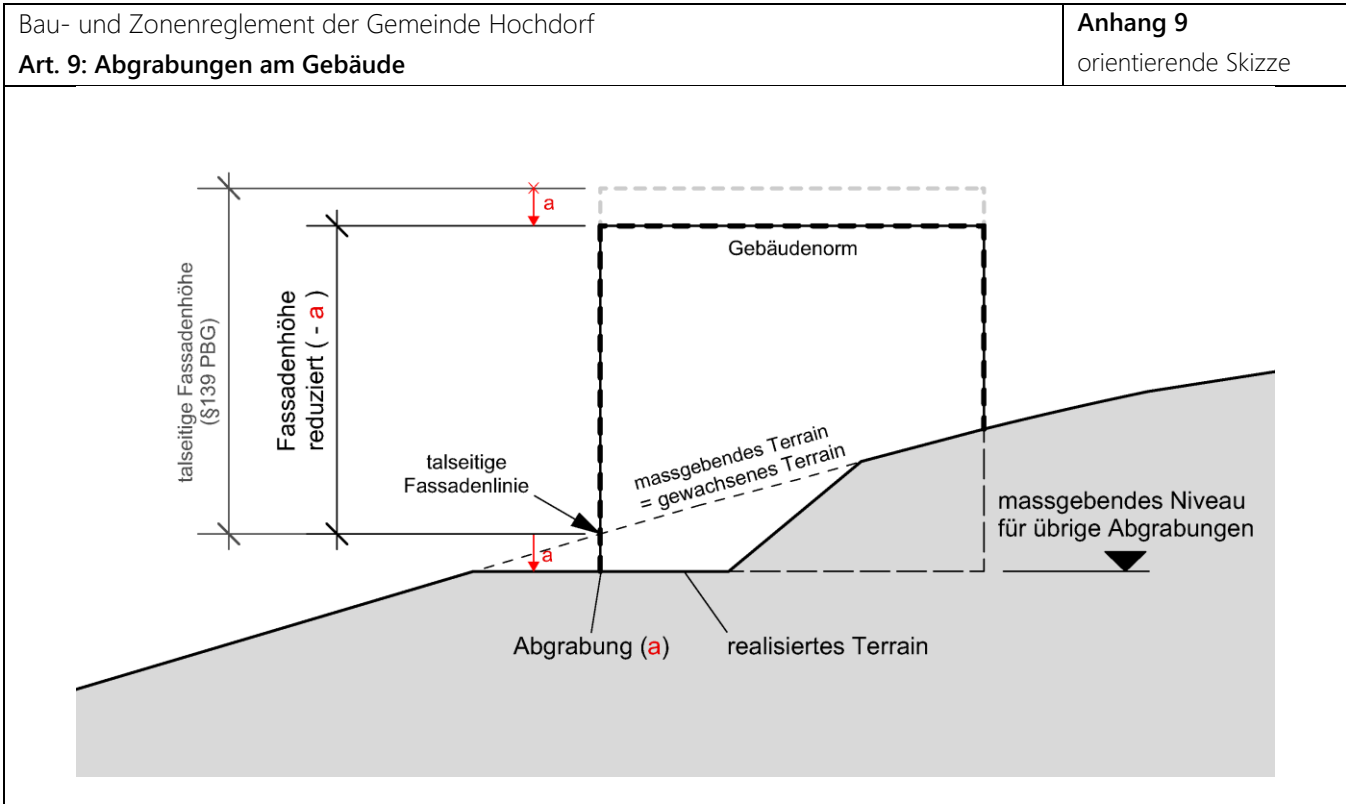 Bau- und Zonenreglement der Gemeinde Hochdorf
Art. 9: Abgrabungen am Gebäude
Anhang 9
orientierende Skizze
a
Gebäudenorm
talseitige Fassadenhöhe
(§139 PBG)
Fassadenhöhe
reduziert ( - a )
talseitige
Fassadenlinie
massgebendes Terrain
= gewachsenes Terrain
massgebendes Niveau
für übrige Abgrabungen
a
Abgrabung (a)
realisiertes Terrain